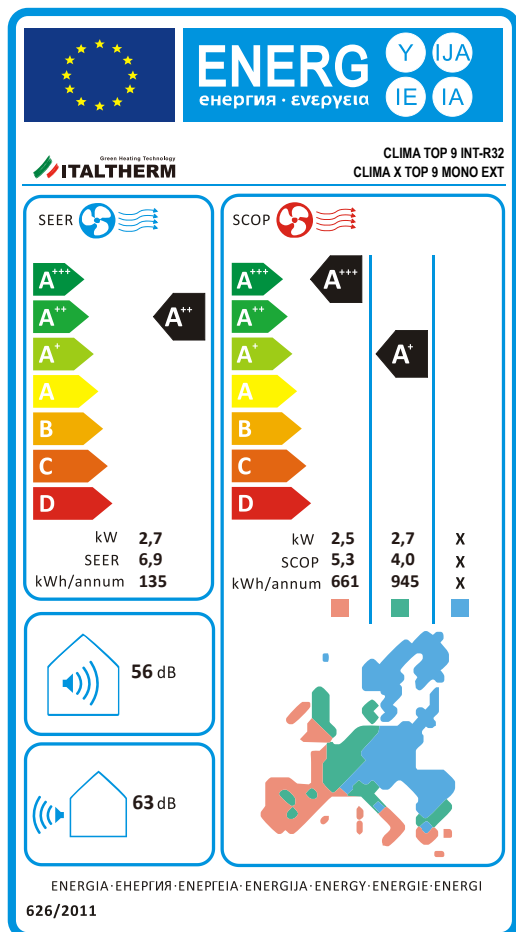 ENERG
енергия · ενεργεια
Y IJA
IE IA
Green Heating Technology
ITALTHERM
CLIMA TOP 9 INT-R32
CLIMA X TOP 9 MONO EXT
SEER
A+++
A++
A+
A
B
C
D
A++
kW 2,7
SEER 6,9
kWh/annum 135
SCOP
A+++
A++
A+
A
B
C
D
A+++
A+
kW 2,5 2,7 X
SCOP 5,3 4,0 X
kWh/annum 661 945 X
56 dB
63 dB
ENERGIA·ЕНЕРГИЯ·ΕΝΕΡΓΕΙΑ·ENERGIJA·ENERGY·ENERGIE·ENERGI
626/2011